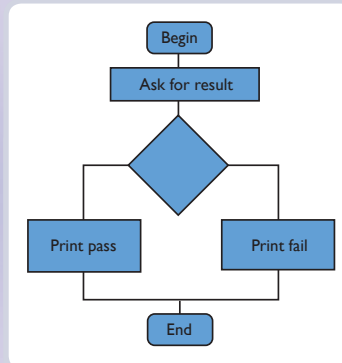 Begin
Ask for result
Print pass
Print fail
End